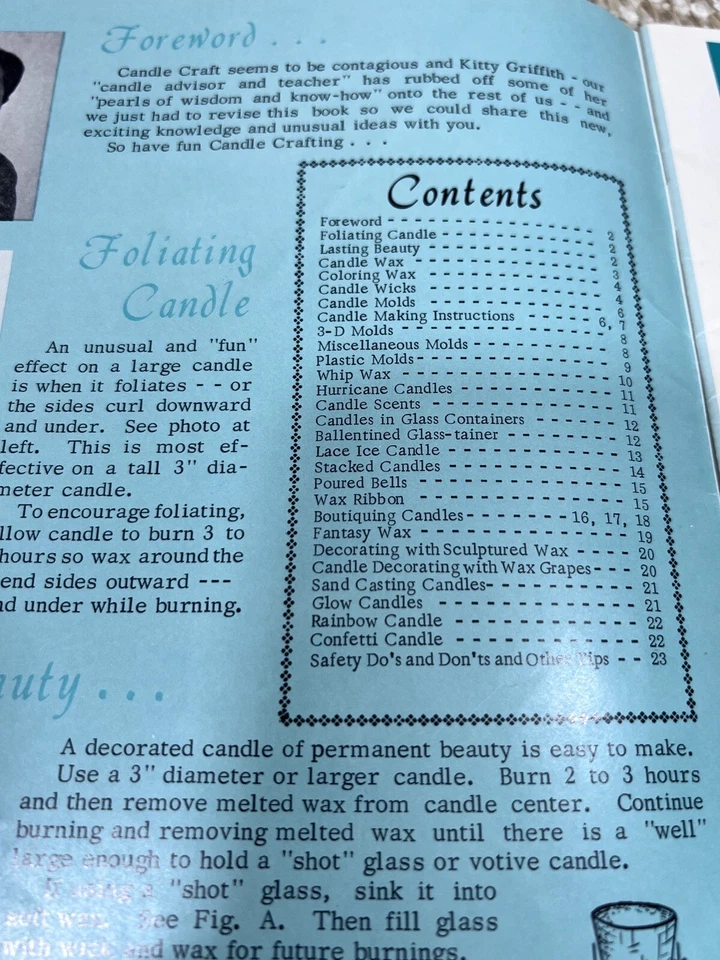 Foreword . . .
Candle Craft seems to be contagious and Kitty Griffith - our
"candle advisor and teacher" has rubbed off some of her
"pearls of wisdom and know-how" onto the rest of us - - and
we just had to revise this book so we could share this new,
exciting knowledge and unusual ideas with you.
So have fun Candle Crafting . . .
Contents
Foreword - - - - - - - - - - - - - - - 2
Foliating Candle - - - - - - - - - - - 2
Lasting Beauty - - - - - - - - - - - - 2
Candle Wax - - - - - - - - - - - - - 3
Coloring Wax - - - - - - - - - - - - 4
Candle Wicks - - - - - - - - - - - - 4
Candle Molds - - - - - - - - - - - - 6
Candle Making Instructions - - - - - 6, 7
3-D Molds - - - - - - - - - - - - - - 8
Miscellaneous Molds - - - - - - - - - 8
Plastic Molds - - - - - - - - - - - - 9
Whip Wax - - - - - - - - - - - - - - 10
Hurricane Candles - - - - - - - - - - 11
Candle Scents - - - - - - - - - - - - 11
Candles in Glass Containers - - - - - - 12
Ballentined Glass-tainer - - - - - - - 12
Lace Ice Candle - - - - - - - - - - - 13
Stacked Candles - - - - - - - - - - - 14
Poured Bells - - - - - - - - - - - - 15
Wax Ribbon - - - - - - - - - - - - - 15
Boutiquing Candles - - - - - - 16, 17, 18
Fantasy Wax - - - - - - - - - - - - - 19
Decorating with Sculptured Wax - - - - 20
Candle Decorating with Wax Grapes - - - 20
Sand Casting Candles - - - - - - - - - 21
Glow Candles - - - - - - - - - - - - 21
Rainbow Candle - - - - - - - - - - - 22
Confetti Candle - - - - - - - - - - - 22
Safety Do's and Don'ts and Other Tips - - 23
Foliating
Candle
An unusual and "fun"
effect on a large candle
is when it foliates - - or
the sides curl downward
and under. See photo at
left. This is most ef-
fective on a tall 3" dia-
meter candle.
To encourage foliating,
llow candle to burn 3 to
hours so wax around the
end sides outward ---
nd under while burning.
uty . . .
A decorated candle of permanent beauty is easy to make.
Use a 3" diameter or larger candle. Burn 2 to 3 hours
and then remove melted wax from candle center. Continue
burning and removing melted wax until there is a "well"
large enough to hold a "shot" glass or votive candle.
If using a "shot" glass, sink it into
soft wax. See Fig. A. Then fill glass
with wick and wax for future burnings.